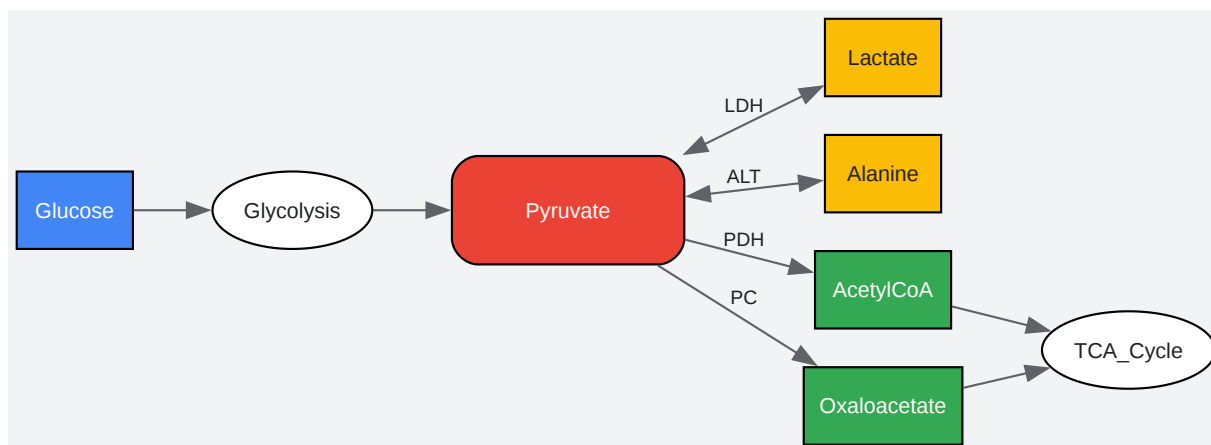 Glucose
Glycolysis
Pyruvate
LDH
Lactate
ALT
Alanine
PDH
AcetylCoA
PC
Oxaloacetate
TCA_Cycle